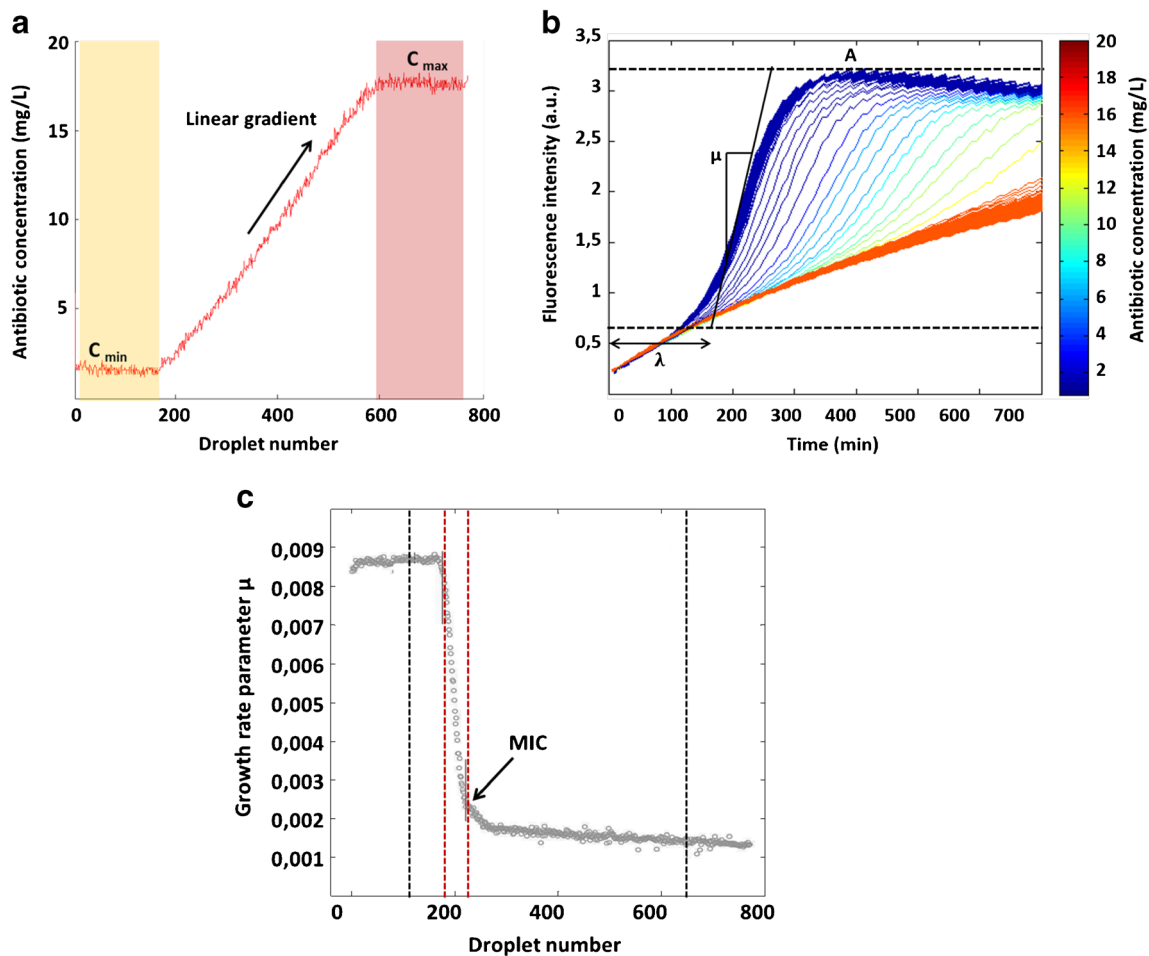 a
20
15
10
5
C min
C max
Linear gradient
Antibiotic concentration (mg/L)
0
200
400
600
800
Droplet number
b
3,5
3
2,5
2
1,5
1
0,5
A
μ
λ
Fluorescence intensity (a.u.)
0
100
200
300
400
500
600
700
Time (min)
20
18
16
14
12
10
8
6
4
2
Antibiotic concentration (mg/L)
c
0,009
0,008
0,007
0,006
0,005
0,004
0,003
0,002
0,001
MIC
Growth rate parameter μ
0
200
400
600
800
Droplet number